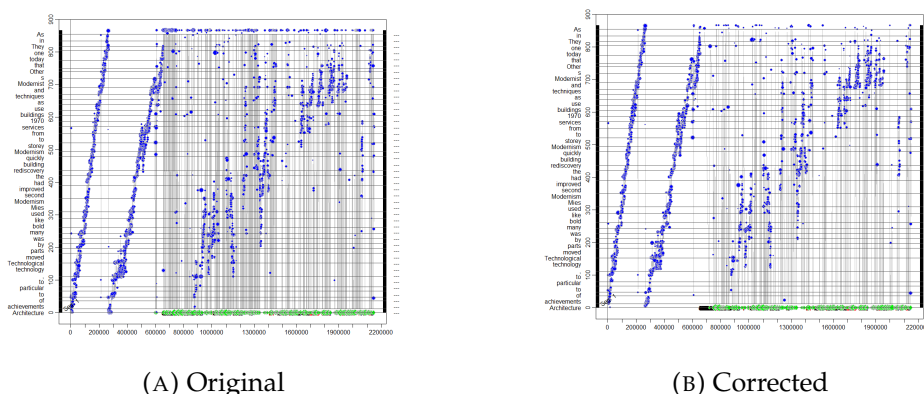 900
As
in
They
one
800
today
that
Other
s
Modernist
700
and
techniques
as
use
600
buildings
1970
services
from
to
500
storey
Modernism
quickly
building
rediscovery
400
the
had
improved
second
Modernism
300
Mies
used
like
bold
many
200
was
by
parts
moved
Technological
100
technology
to
particular
to
of
achievements
Architecture
0
0 200000 400000 600000 1000000 1300000 1600000 1900000 2200000
(A) Original
900
As
in
They
one
800
today
that
Other
s
Modernist
700
and
techniques
as
use
600
buildings
1970
services
from
to
500
storey
Modernism
quickly
building
rediscovery
400
the
had
improved
second
Modernism
300
Mies
used
like
bold
many
200
was
by
parts
moved
Technological
100
technology
to
particular
to
of
achievements
Architecture
0
0 200000 400000 600000 1000000 1300000 1600000 1900000 220000
(B) Corrected